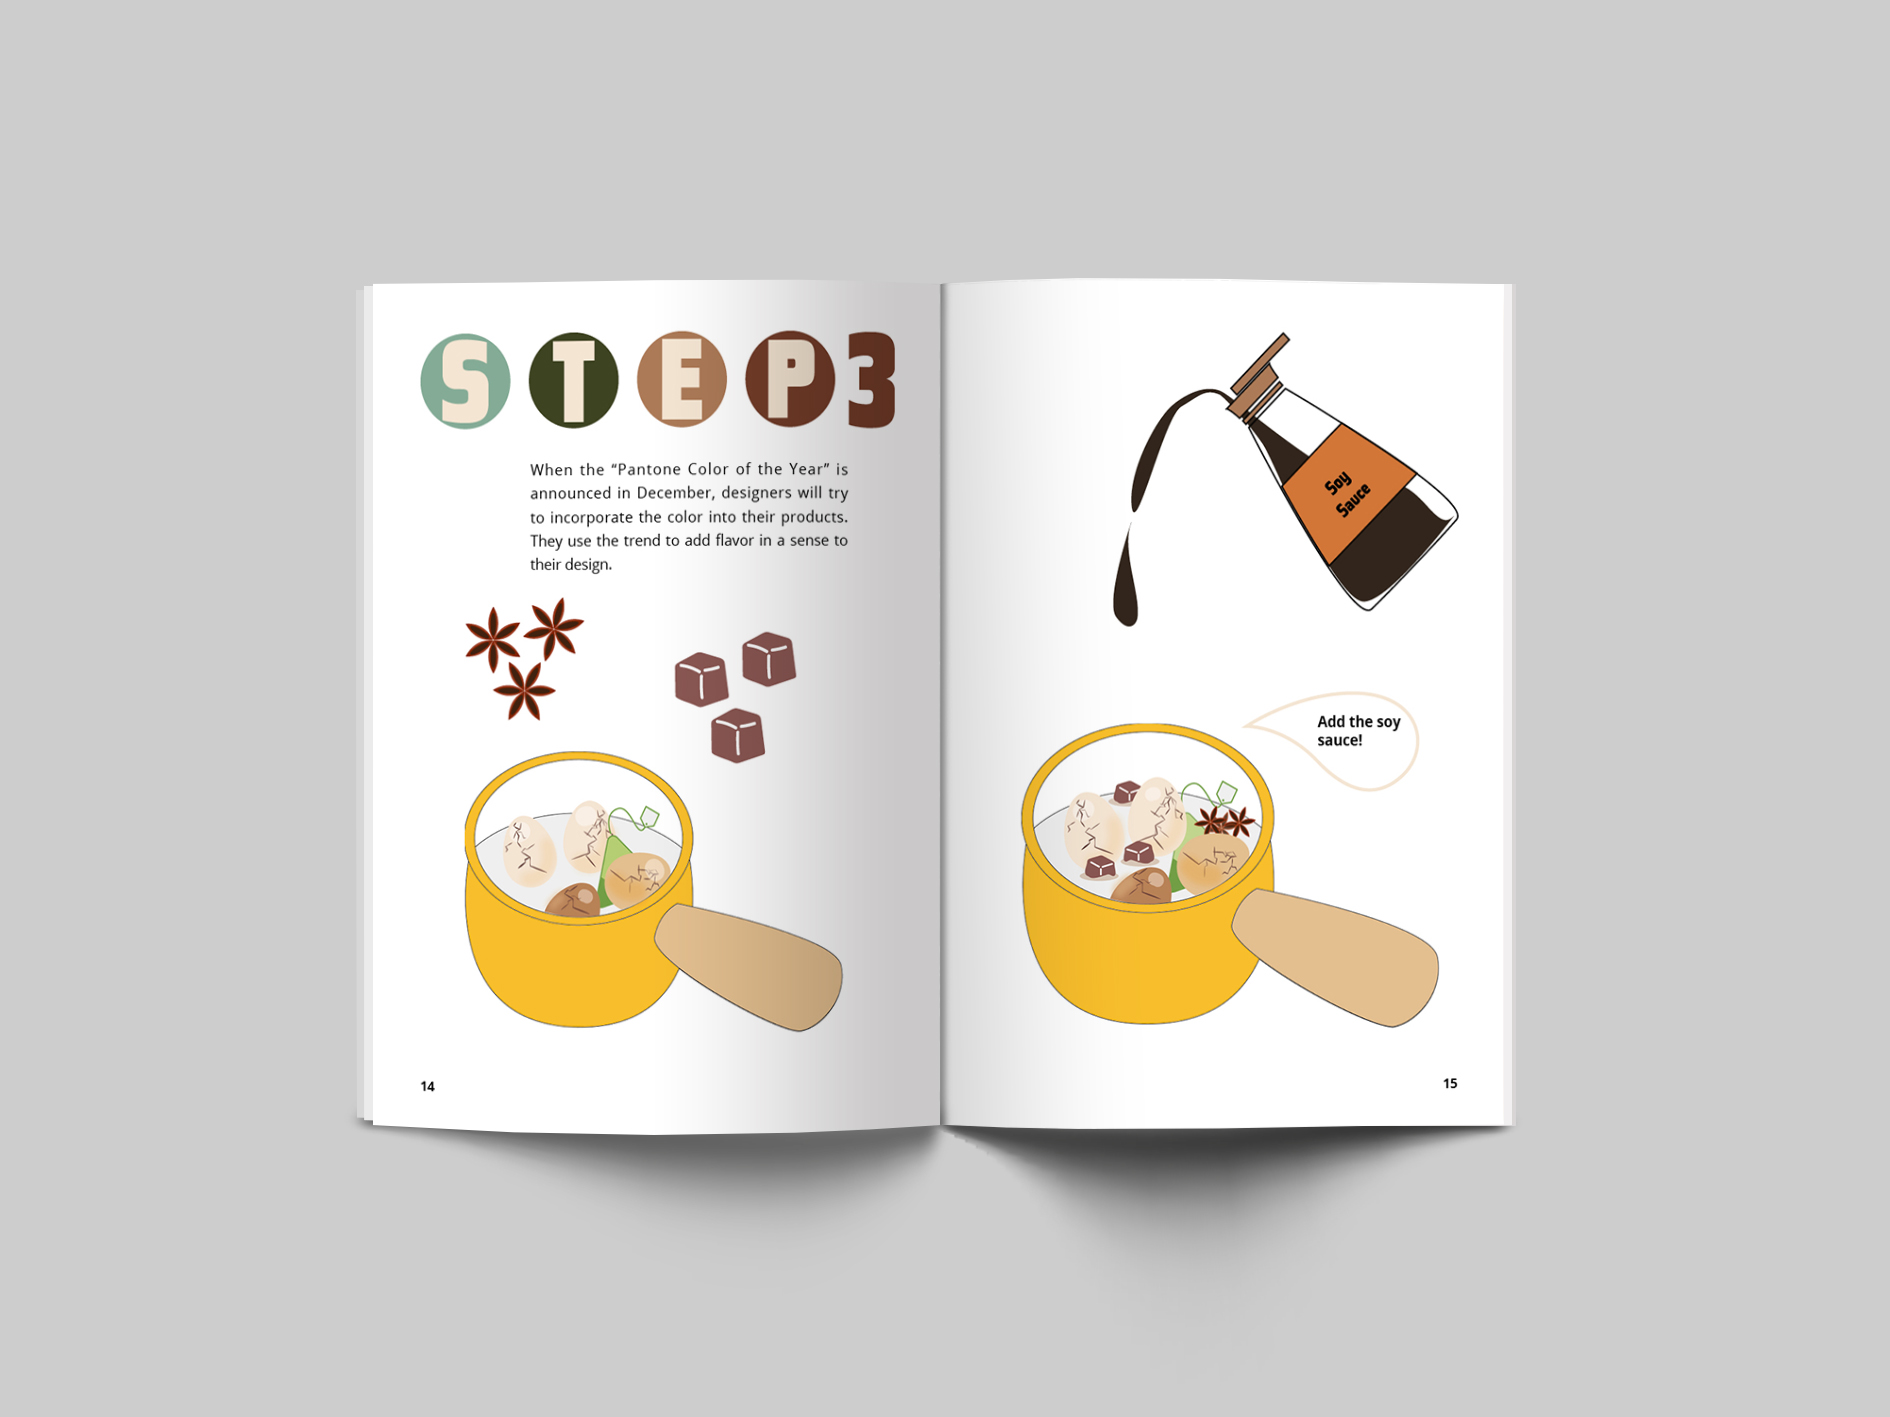 STEP3
When the “Pantone Color of the Year” is
announced in December, designers will try
to incorporate the color into their products.
They use the trend to add flavor in a sense to
their design.
14
Soy
Sauce
Add the soy
sauce!
15